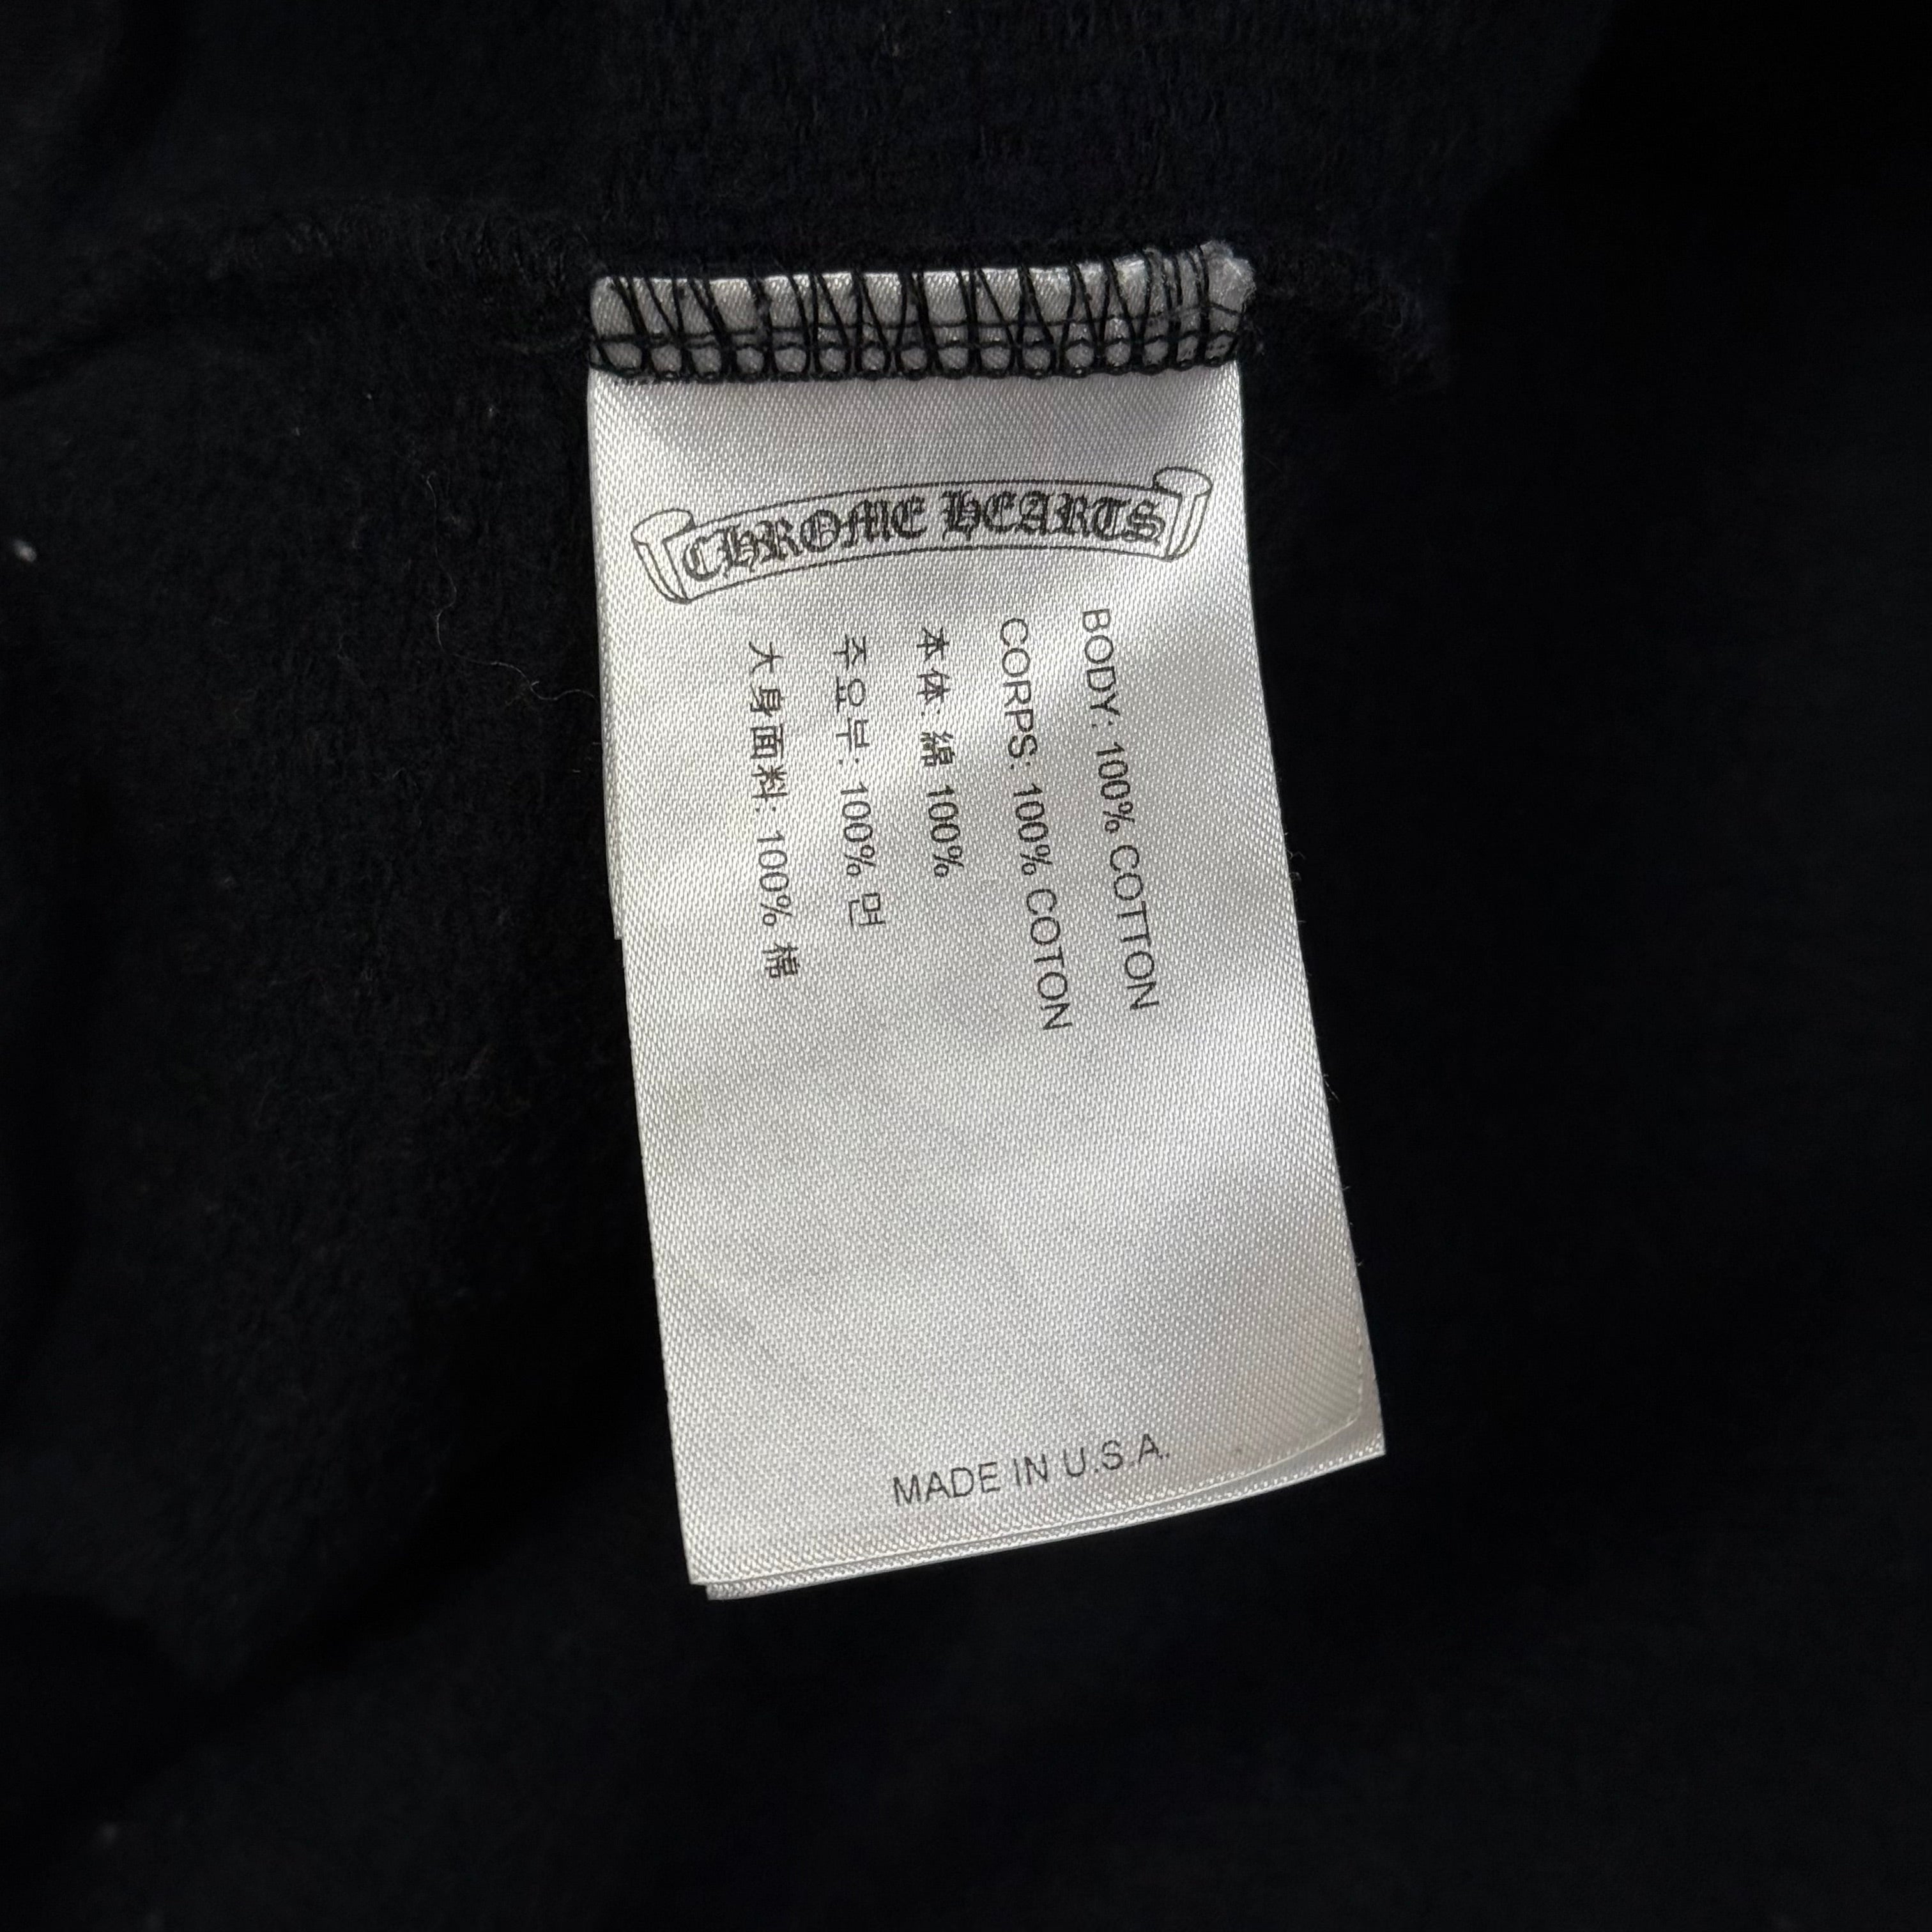 CHROME HEARTS
BODY: 100% COTTON
CORPS: 100% COTON
本体: 綿 100%
주요부: 100% 면
大身面料: 100% 棉
MADE IN U.S.A.